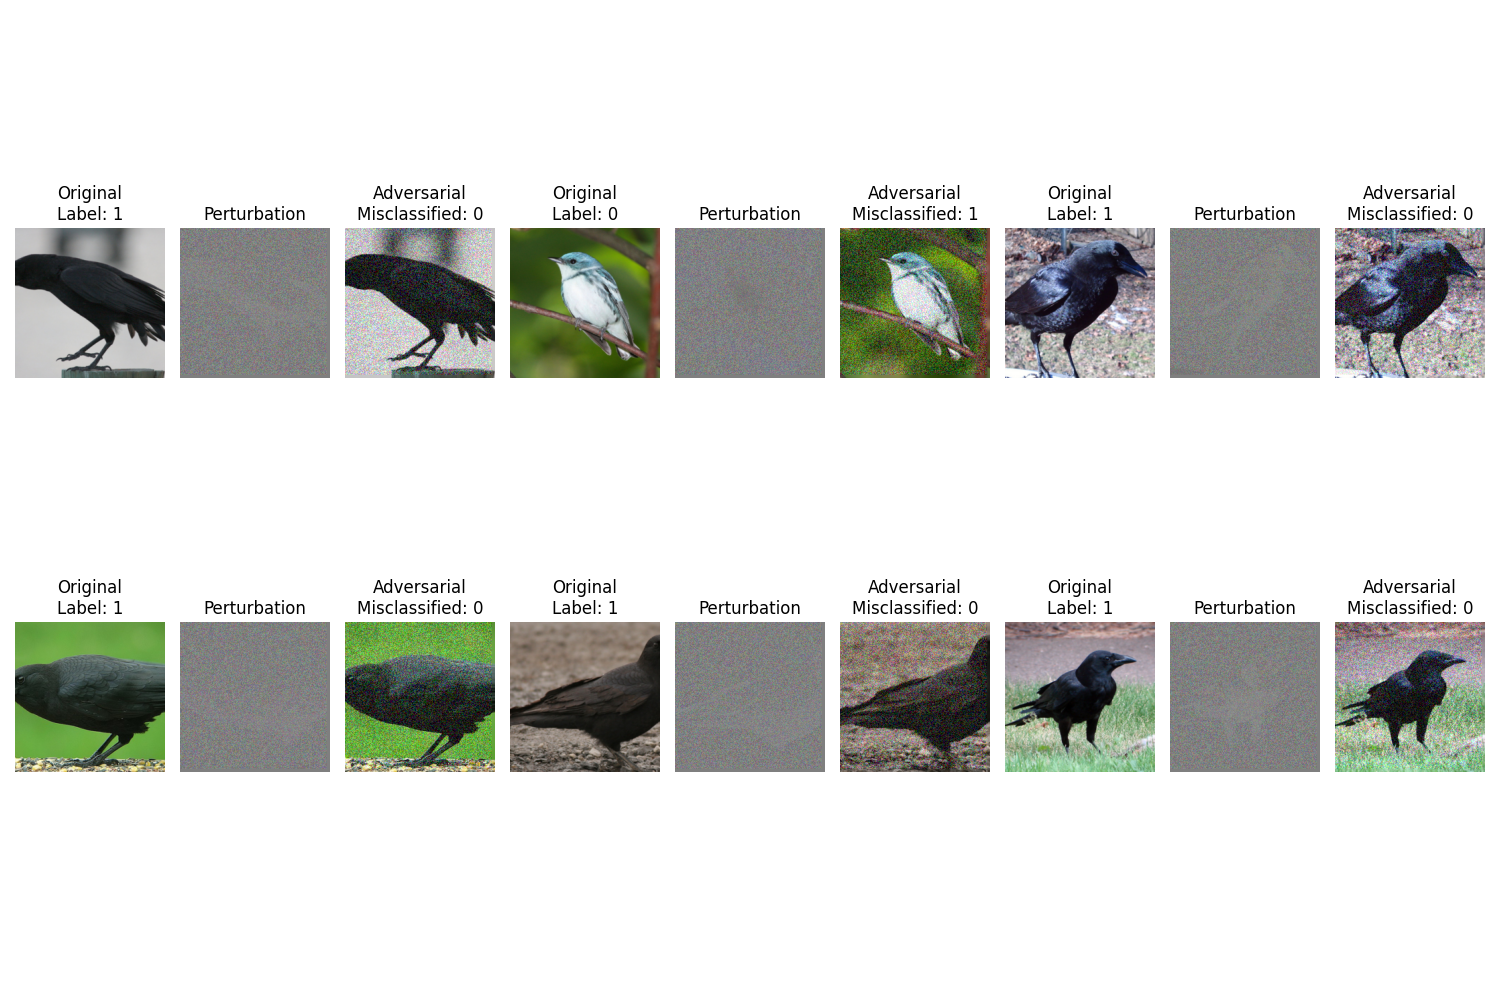 Original
Label: 1
Perturbation
Adversarial
Misclassified: 0
Original
Label: 0
Perturbation
Adversarial
Misclassified: 1
Original
Label: 1
Perturbation
Adversarial
Misclassified: 0
Original
Label: 1
Perturbation
Adversarial
Misclassified: 0
Original
Label: 1
Perturbation
Adversarial
Misclassified: 0
Original
Label: 1
Perturbation
Adversarial
Misclassified: 0